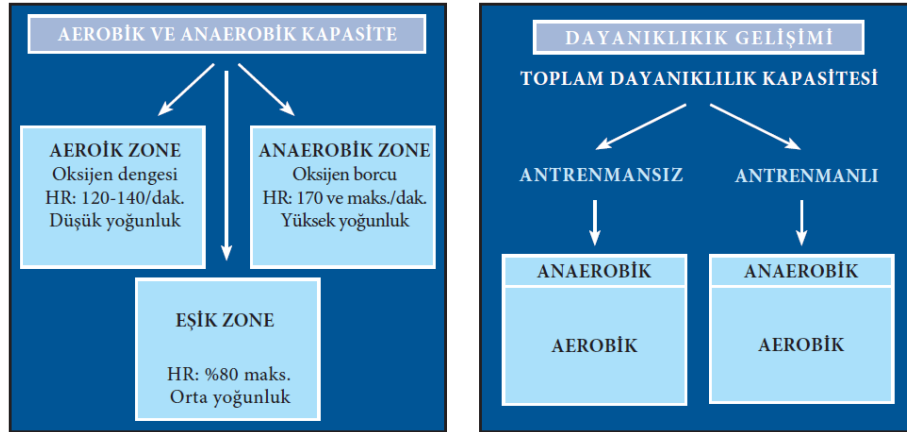 AEROBİK VE ANAEROBİK KAPASİTE
AEROİK ZONE
Oksijen dengesi
HR: 120-140/dak.
Düşük yoğunluk
ANAEROBİK ZONE
Oksijen borcu
HR: 170 ve maks./dak.
Yüksek yoğunluk
EŞİK ZONE
HR: %80 maks.
Orta yoğunluk
DAYANIKLIKIK GELİŞİMİ
TOPLAM DAYANIKLILIK KAPASİTESİ
ANTRENMANSIZ
ANTRENMANLI
ANAEROBİK
AEROBİK
ANAEROBİK
AEROBİK